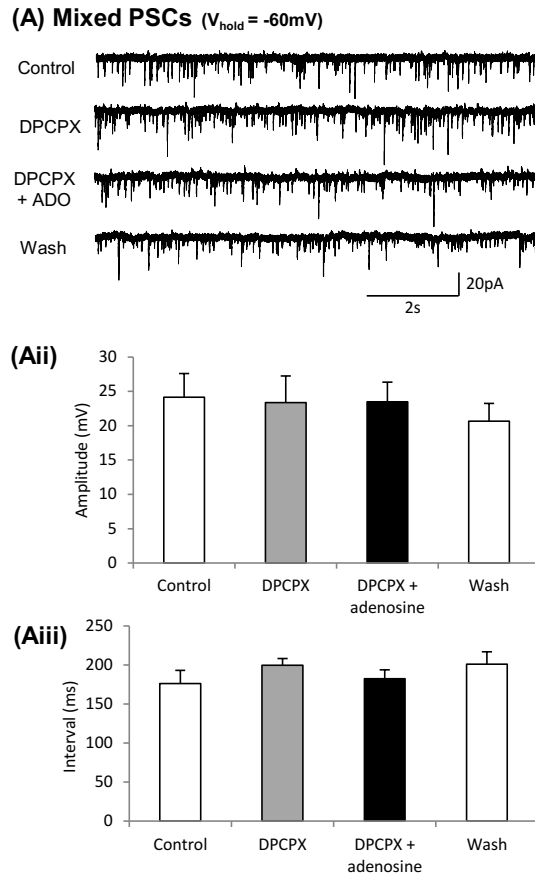 (A) Mixed PSCs (Vhold = -60mV)
Control
DPCPX
DPCPX
+ ADO
Wash
20pA
2s
(Aii)
30
25
20
15
10
5
0
Amplitude (mV)
Control
DPCPX
DPCPX +
adenosine
Wash
(Aiii)
250
200
150
100
50
0
Interval (ms)
Control
DPCPX
DPCPX +
adenosine
Wash